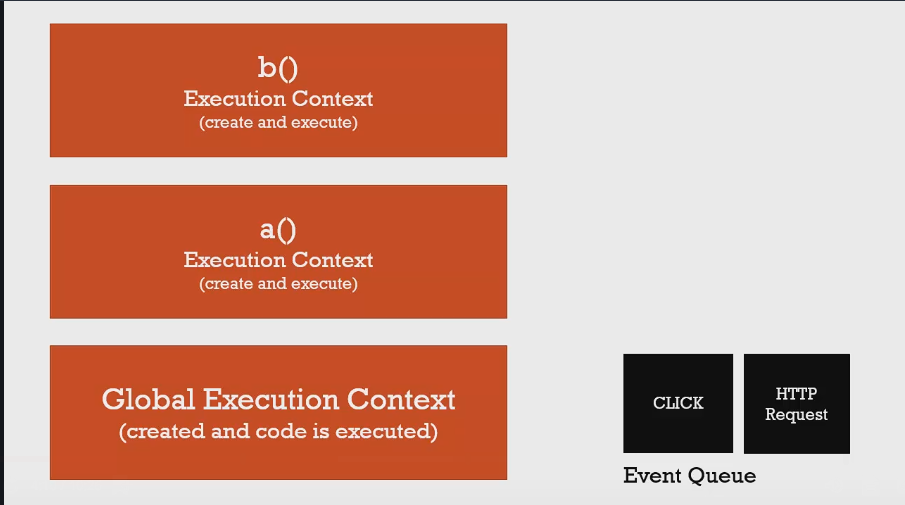 b()
Execution Context
(create and execute)
a()
Execution Context
(create and execute)
Global Execution Context
(created and code is executed)
CLICK
HTTP
Request
Event Queue